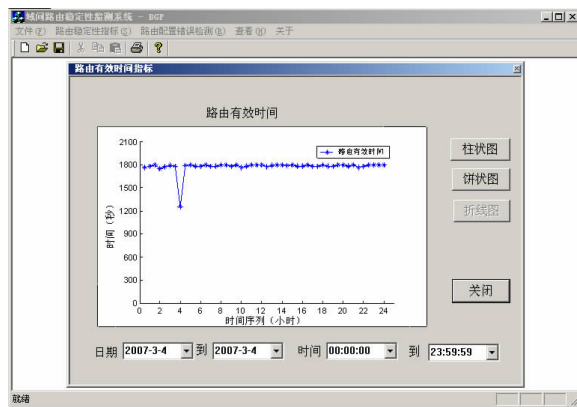 域间路由稳定性监测系统 - BGP
文件(F) 路由稳定性指标(S) 路由配置错误检测(R) 查看(V) 关于
路由有效时间指标
路由有效时间
路由有效时间
2100
1800
1500
1200
900
600
300
0
时间（秒）
0 2 4 6 8 10 12 14 16 18 20 22 24
时间序列（小时）
柱状图
饼状图
折线图
关闭
日期 2007-3-4 到 2007-3-4 时间 00:00:00 到 23:59:59
就绪